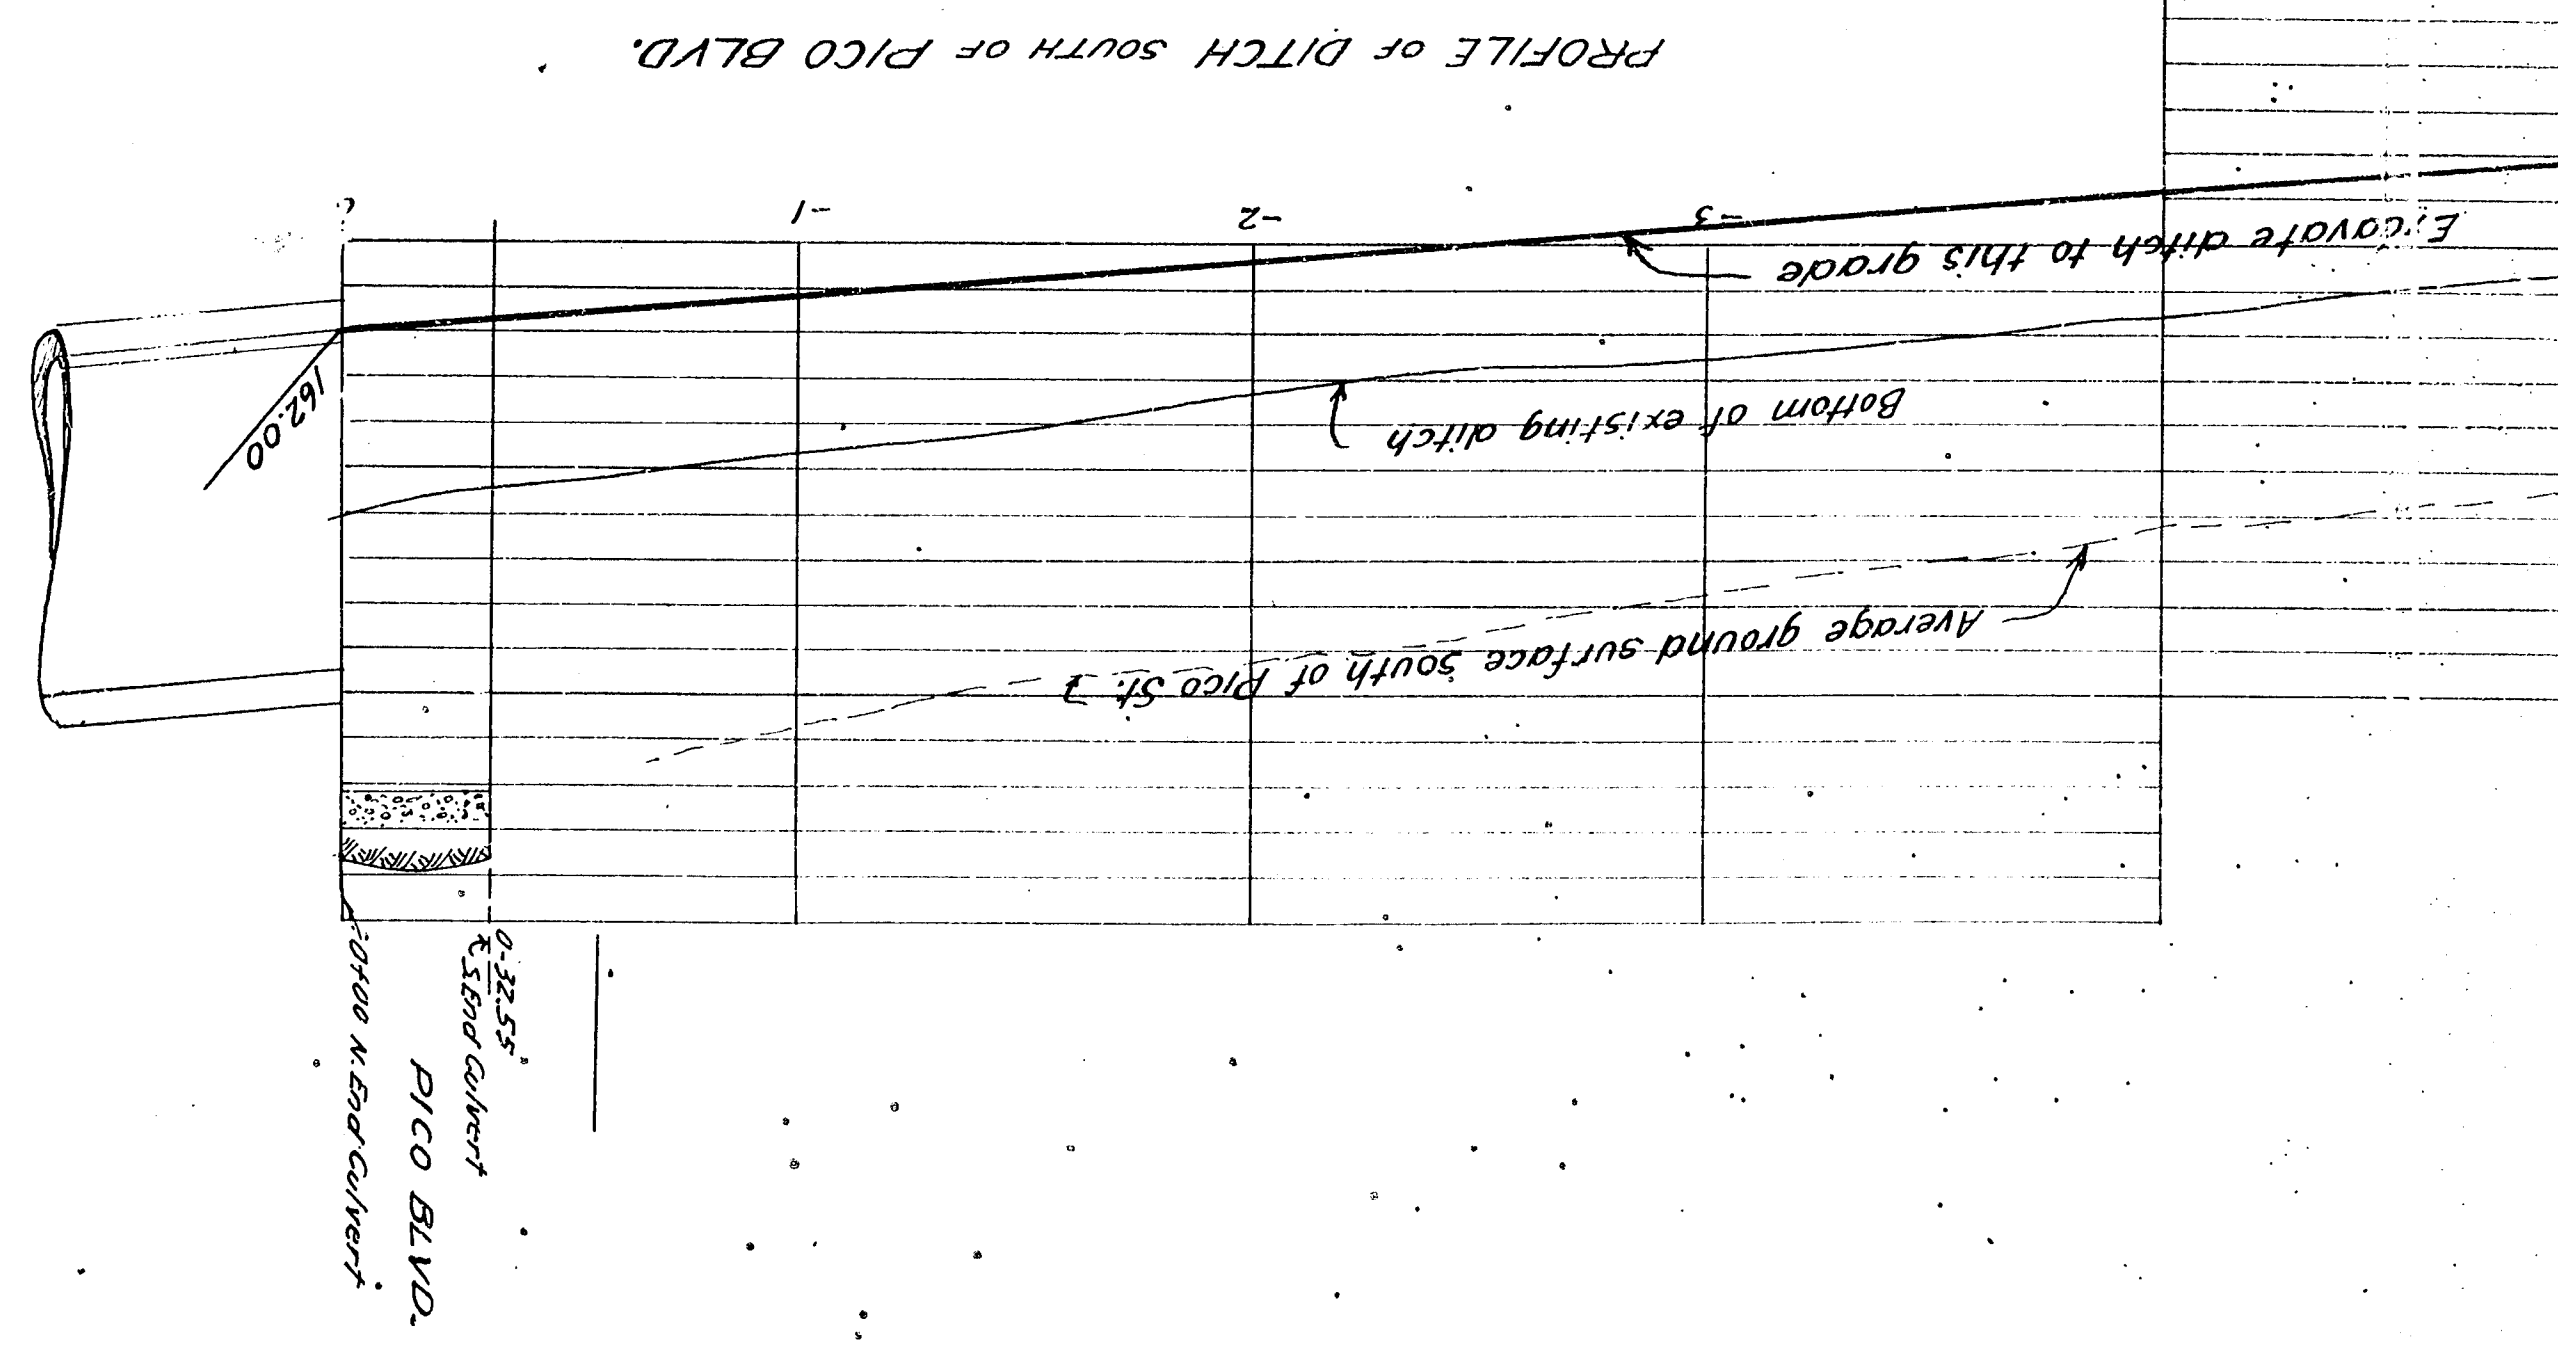 0+00 N. End Culvert
PICO BLVD.
0-32.55
S. End Culvert
Average ground surface South of Pico St.
Bottom of existing ditch
162.00
Excavate ditch to this grade
-3
-2
-1
PROFILE OF DITCH SOUTH OF PICO BLVD.